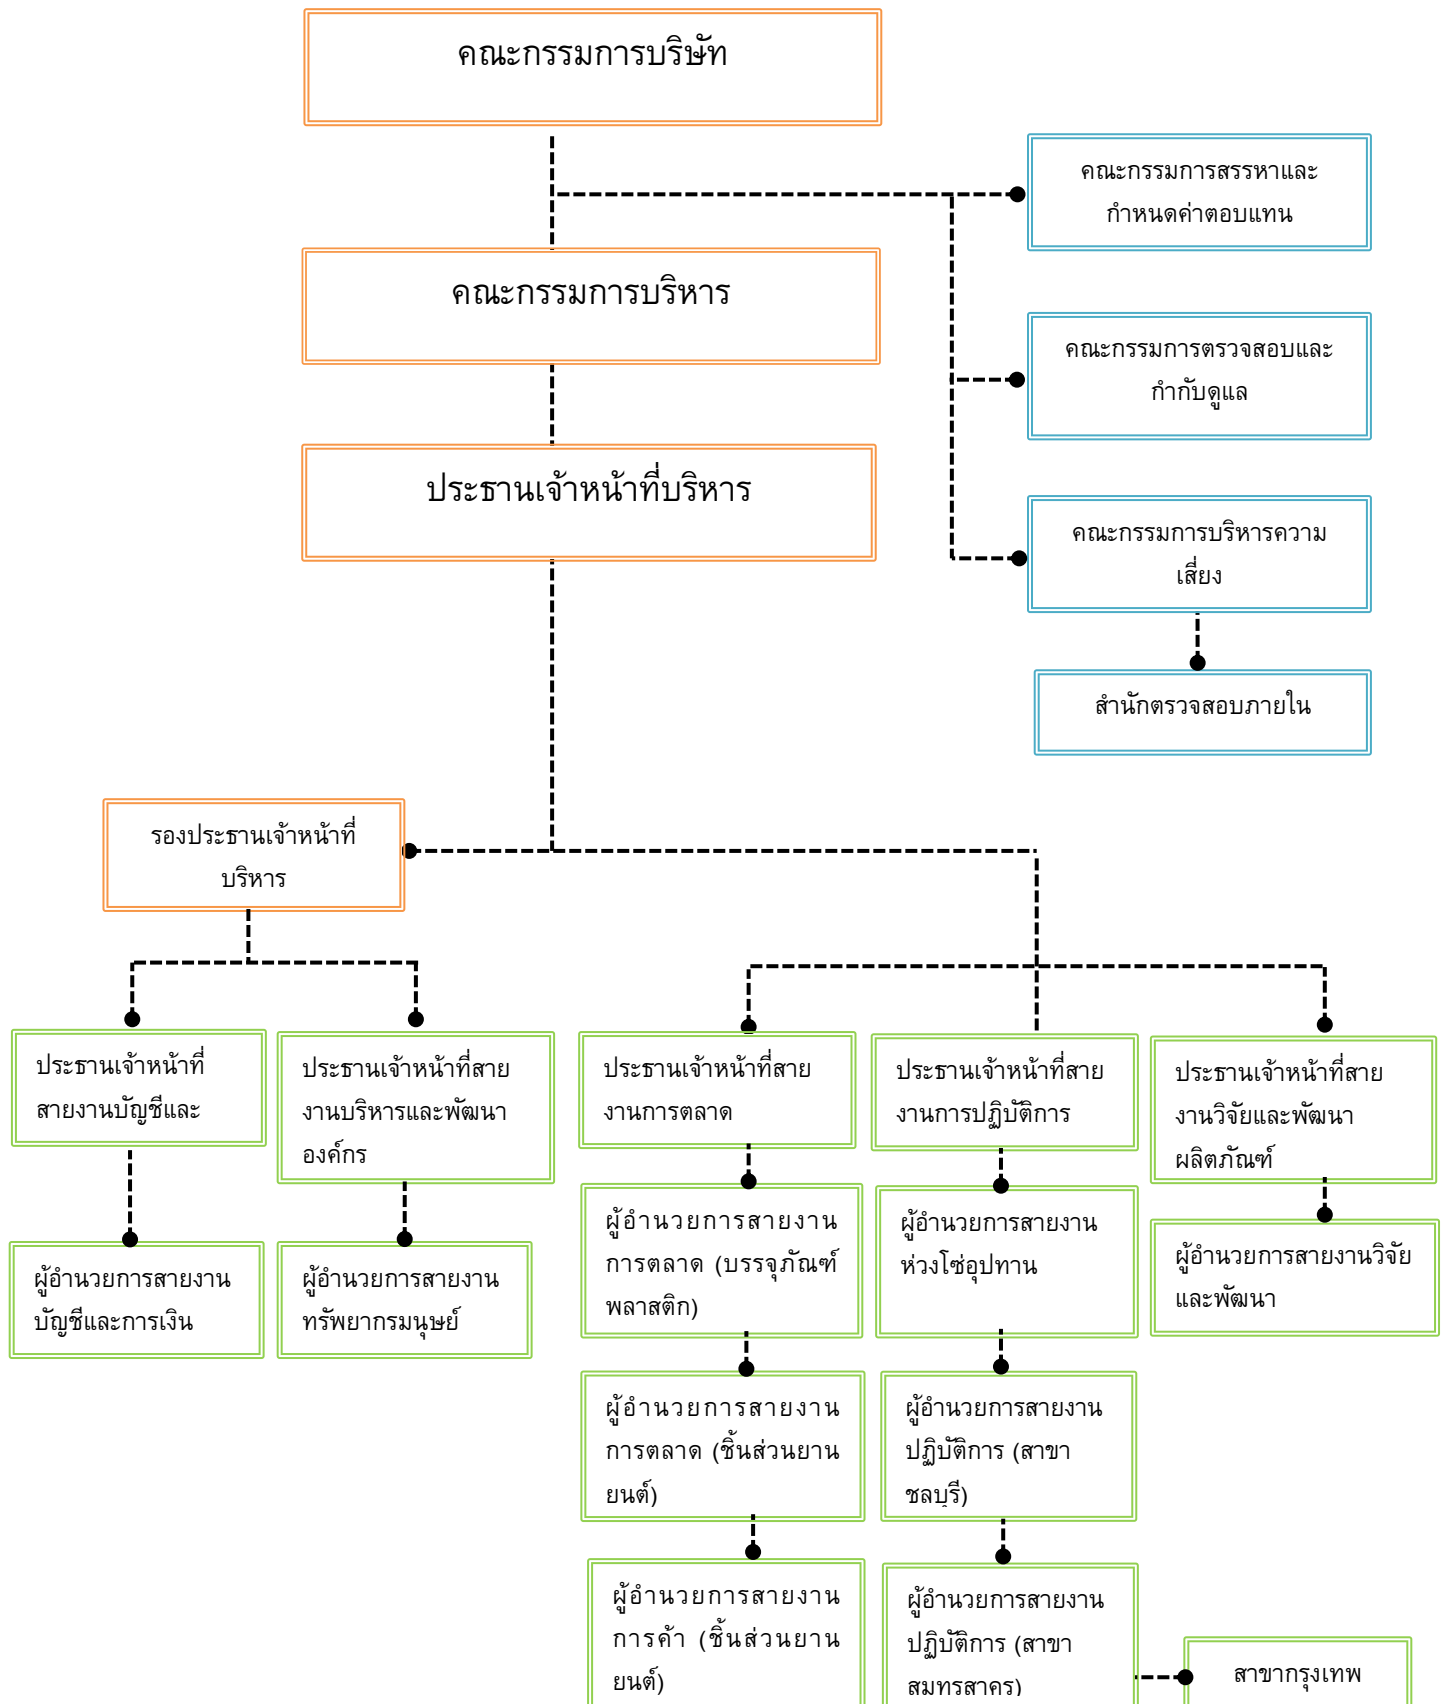 คณะกรรมการบริษัท
คณะกรรมการสรรหาและ
กำหนดค่าตอบแทน
คณะกรรมการบริหาร
คณะกรรมการตรวจสอบและ
กำกับดูแล
ประธานเจ้าหน้าที่บริหาร
คณะกรรมการบริหารความ
เสี่ยง
สำนักตรวจสอบภายใน
รองประธานเจ้าหน้าที่
บริหาร
ประธานเจ้าหน้าที่
สายงานบัญชีและ
ประธานเจ้าหน้าที่สาย
งานบริหารและพัฒนา
องค์กร
ประธานเจ้าหน้าที่สาย
งานการตลาด
ประธานเจ้าหน้าที่สาย
งานการปฏิบัติการ
ประธานเจ้าหน้าที่สาย
งานวิจัยและพัฒนา
ผลิตภัณฑ์
ผู้อำนวยการสายงาน
บัญชีและการเงิน
ผู้อำนวยการสายงาน
ทรัพยากรมนุษย์
ผู้อำนวยการสายงาน
การตลาด (บรรจุภัณฑ์
พลาสติก)
ผู้อำนวยการสายงาน
ห่วงโซ่อุปทาน
ผู้อำนวยการสายงานวิจัย
และพัฒนา
ผู้อำนวยการสายงาน
การตลาด (ชิ้นส่วนยาน
ยนต์)
ผู้อำนวยการสายงาน
ปฏิบัติการ (สาขา
ชลบุรี)
ผู้อำนวยการสายงาน
การค้า (ชิ้นส่วนยาน
ยนต์)
ผู้อำนวยการสายงาน
ปฏิบัติการ (สาขา
สมุทรสาคร)
สาขากรุงเทพ